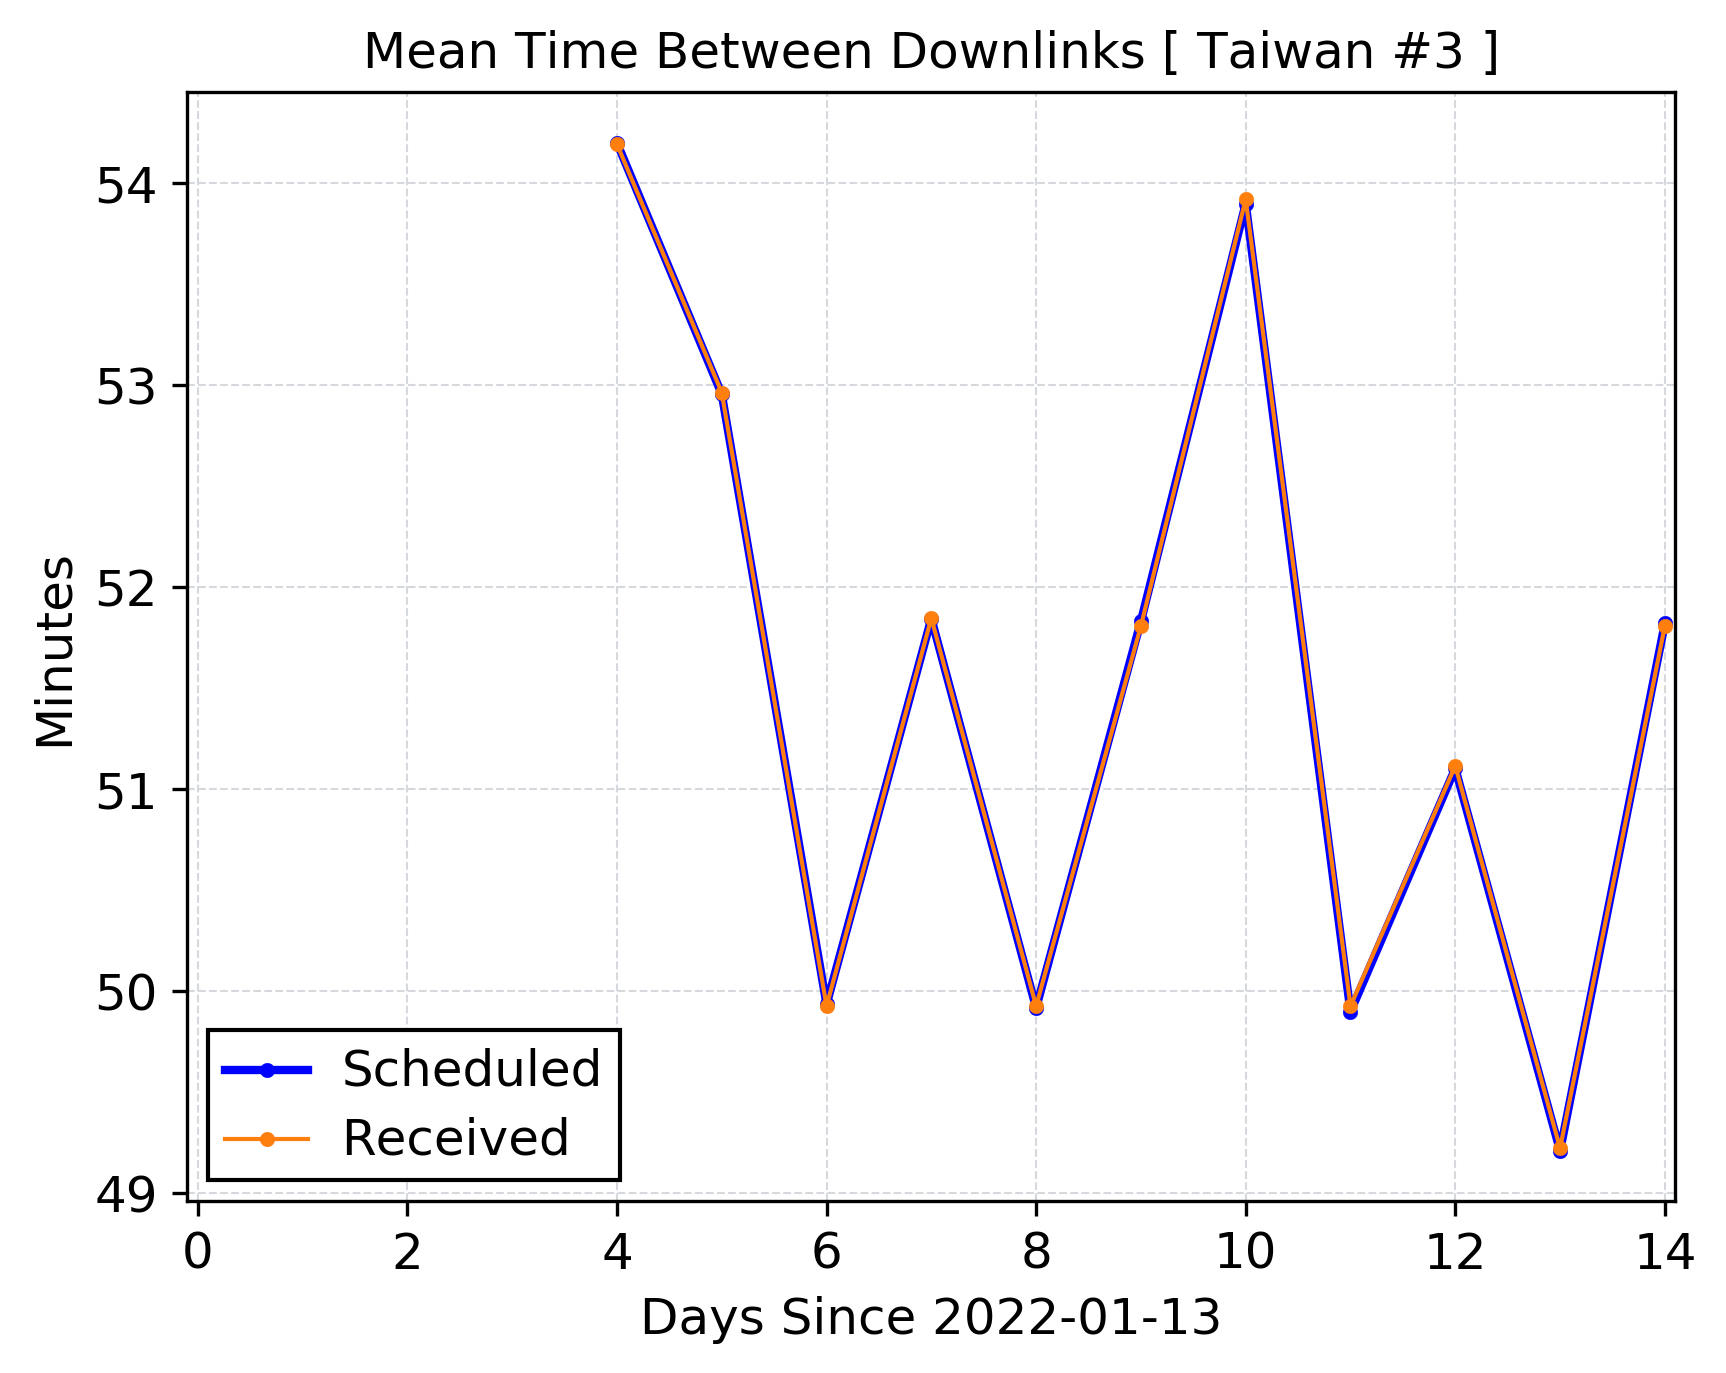 Mean Time Between Downlinks [ Taiwan #3 ]
54
53
52
51
50
49
Minutes
Scheduled
Received
0 2 4 6 8 10 12 14
Days Since 2022-01-13